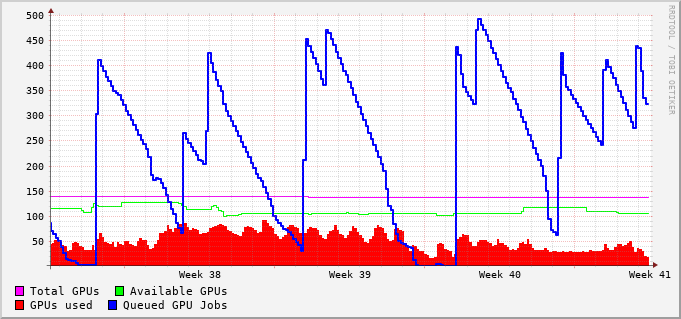 500
450
400
350
300
250
200
150
100
50
Week 38 Week 39 Week 40 Week 41
Total GPUs Available GPUs
GPUs used Queued GPU Jobs
RRDTOOL / TOBI OETIKER